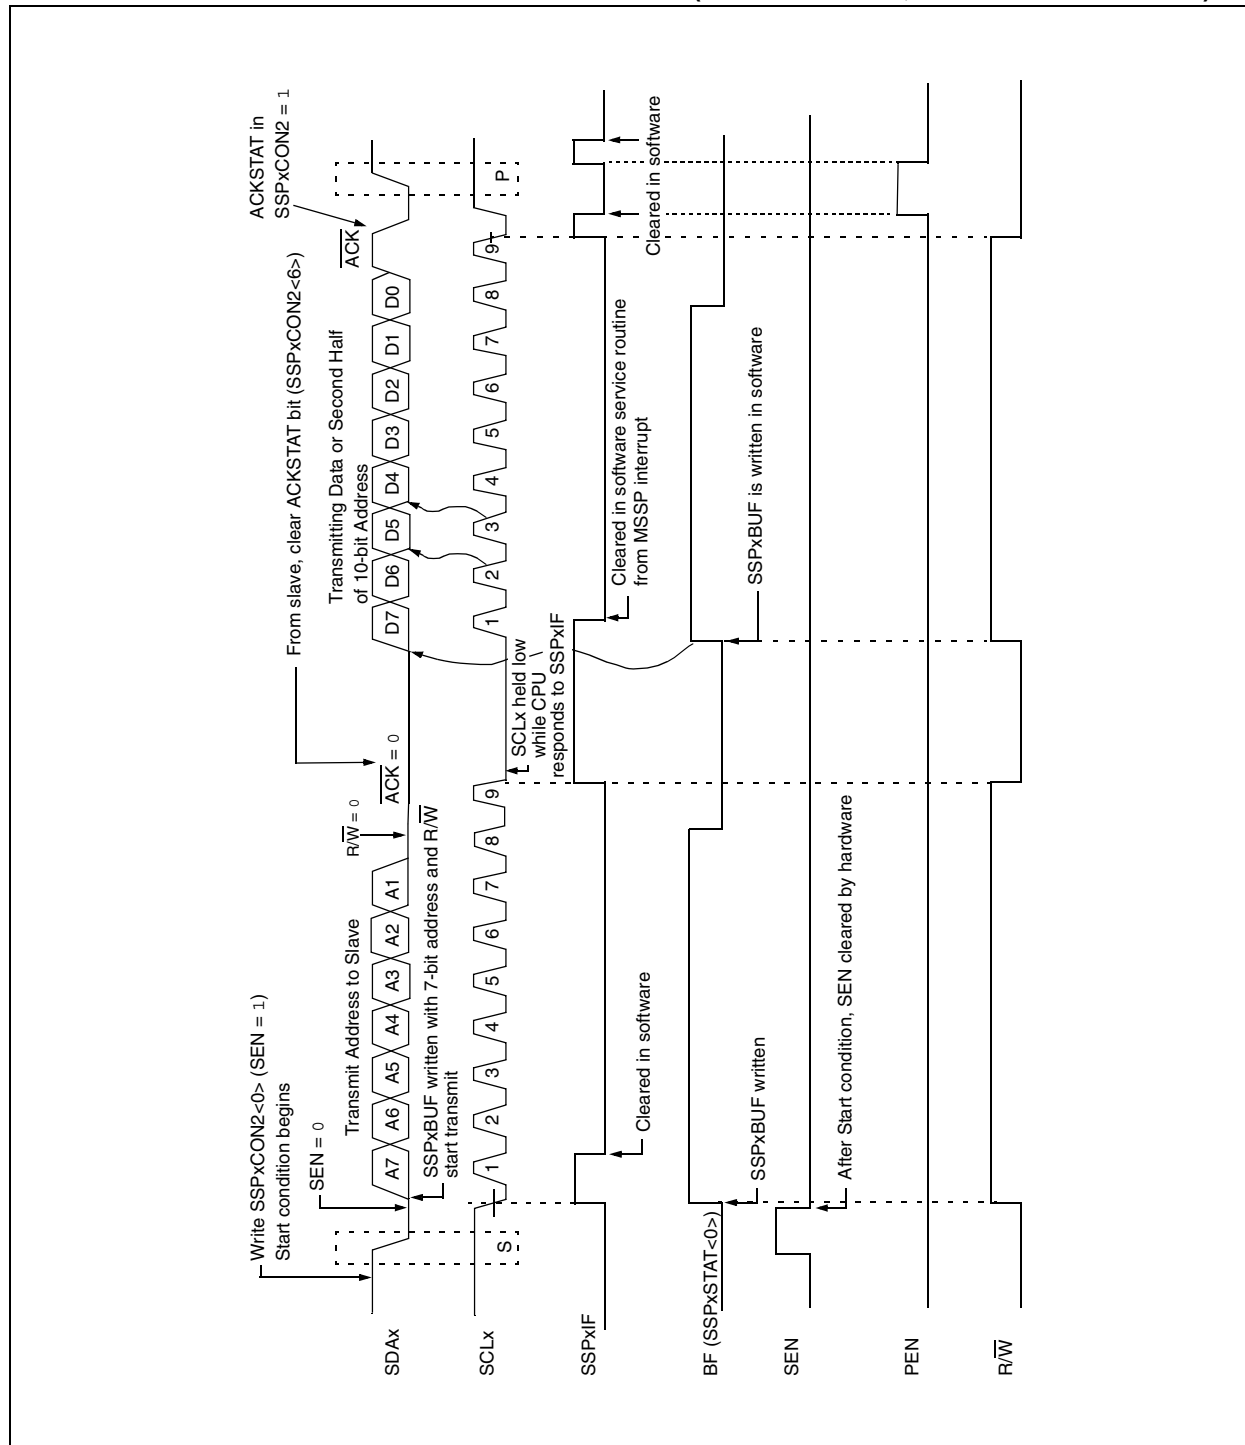 Write SSPxCON2<0> (SEN = 1)
Start condition begins
From slave, clear ACKSTAT bit (SSPxCON2<6>)
ACKSTAT in
SSPxCON2 = 1
SEN = 0
Transmit Address to Slave
R/W = 0
ACK = 0
Transmitting Data or Second Half
of 10-bit Address
ACK
SDAx
A7 A6 A5 A4 A3 A2 A1
D7 D6 D5 D4 D3 D2 D1 D0
SSPxBUF written with 7-bit address and R/W
start transmit
SCLx
S
1 2 3 4 5 6 7 8 9
1 2 3 4 5 6 7 8 9
P
SCLx held low
while CPU
responds to SSPxIF
SSPxIF
Cleared in software
Cleared in software service routine
from MSSP interrupt
Cleared in software
BF (SSPxSTAT<0>)
SSPxBUF written
SSPxBUF is written in software
SEN
After Start condition, SEN cleared by hardware
PEN
R/W